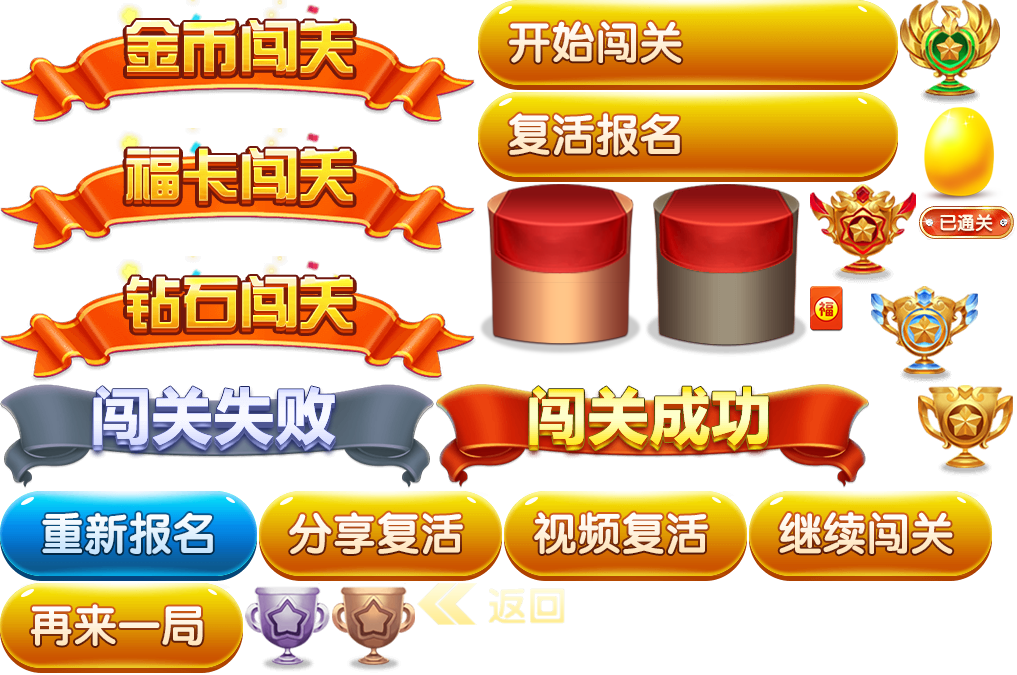 金币闯关
开始闯关
复活报名
福卡闯关
已通关
钻石闯关
福
闯关失败
闯关成功
重新报名
分享复活
视频复活
继续闯关
再来一局
返回